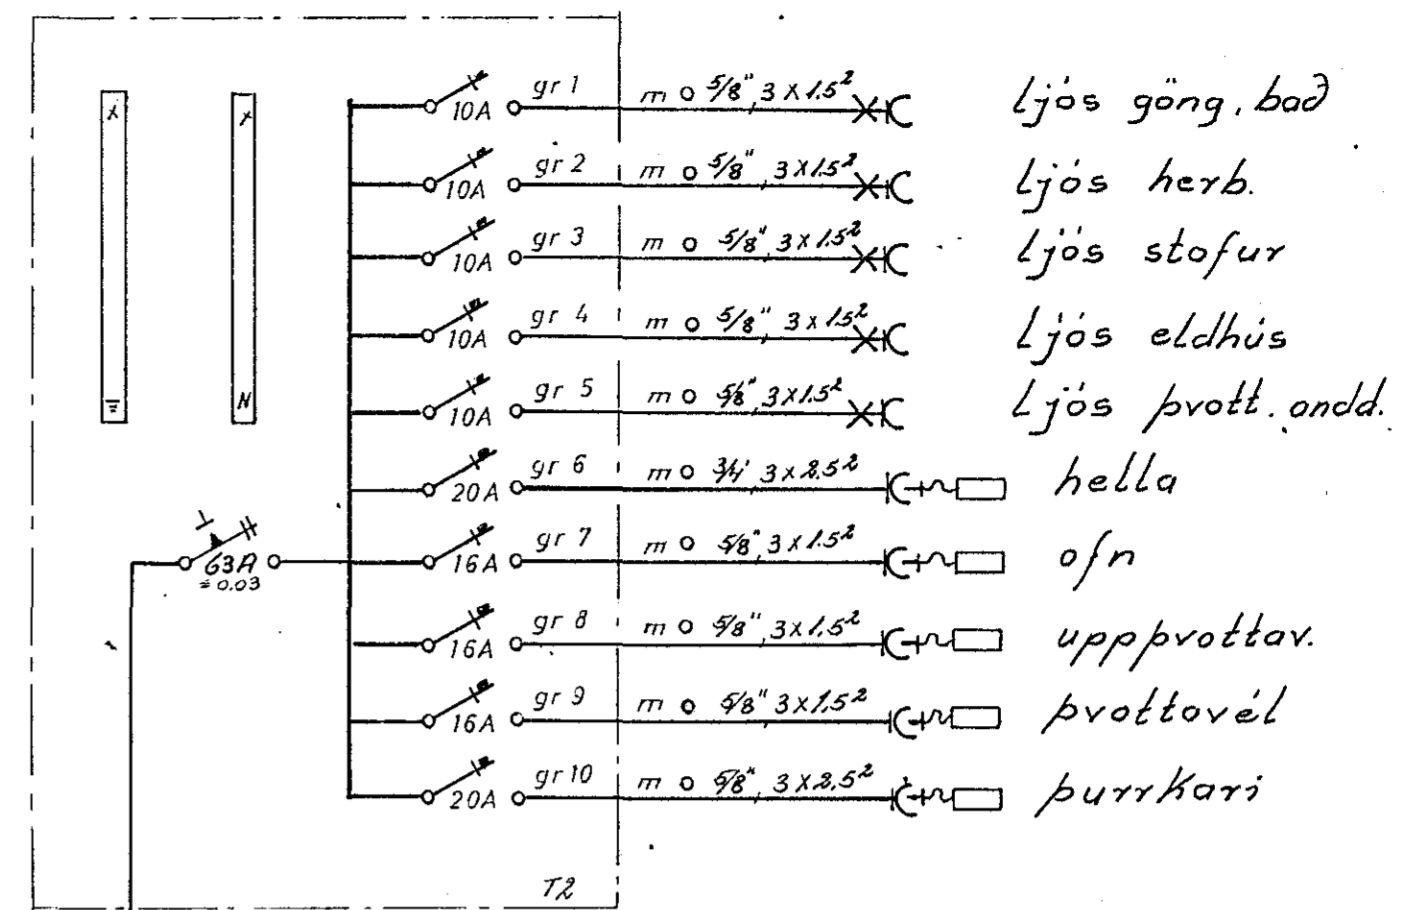 gr 1 m 5/8", 3 x 1.5² ljós göng, bað
10A
gr 2 m 5/8", 3 x 1.5² ljós herb.
10A
gr 3 m 5/8", 3 x 1.5² ljós stofur
10A
gr 4 m 5/8", 3 x 1.5² ljós eldhús
10A
gr 5 m 5/8", 3 x 1.5² ljós þvott. andd.
10A
N
gr 6 m 3/4", 3 x 2.5² hella
20A
gr 7 m 5/8", 3 x 1.5² ofn
16A
63A
0.03
gr 8 m 5/8", 3 x 1.5² uppþvottav.
16A
gr 9 m 5/8", 3 x 1.5² þvottavél
16A
gr 10 m 5/8", 3 x 2.5² þurrkari
20A
T2